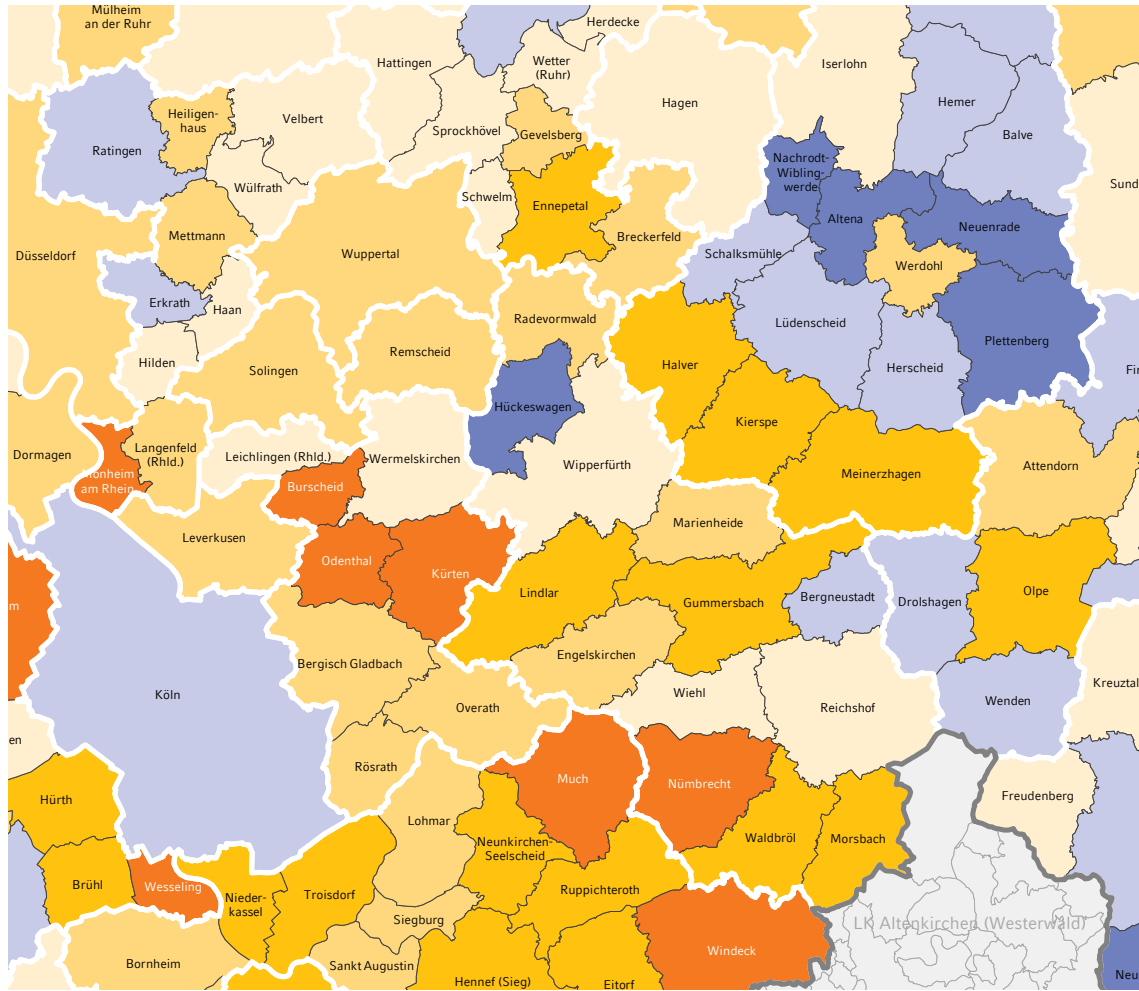 Mülheim
an der Ruhr
Herdecke
Hattingen
Wetter
(Ruhr)
Iserlohn
Hagen
Hemer
Heiligen-
haus
Velbert
Sprockhövel
Gevelsberg
Balve
Ratingen
Nachrodt-
Wibling-
werde
Wülfrath
Schwelm
Ennepetal
Sund
Altena
Neuenrade
Mettmann
Breckerfeld
Düsseldorf
Wuppertal
Schalksmühle
Werdohl
Erkrath
Haan
Radevormwald
Lüdenscheid
Plettenberg
Remscheid
Hilden
Solingen
Halver
Herscheid
Fin
Hückeswagen
Kierspe
Dormagen
Langenfeld
(Rhld.)
Leichlingen (Rhld.)
Wermelskirchen
Wipperfürth
Attendorn
Monheim
am Rhein
Burscheid
Meinerzhagen
Marienheide
Leverkusen
Odenthal
Kürten
Lindlar
Gummersbach
Bergneustadt
Drolshagen
Olpe
m
Engelskirchen
Bergisch Gladbach
Köln
Wiehl
Reichshof
Wenden
Kreuztal
Overath
en
Rösrath
Much
Nümbrecht
Freudenberg
Hürth
Lohmar
Neunkirchen-
Seelscheid
Waldbröl
Morsbach
Brühl
Wesseling
Nieder-
kassel
Troisdorf
Ruppichteroth
Siegburg
LK Altenkirchen (Westerwald)
Bornheim
Sankt Augustin
Windeck
Hennef (Sieg)
Eitorf
Neu